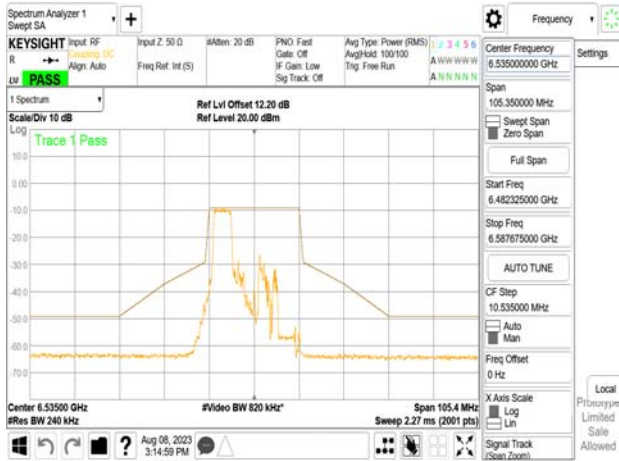 Spectrum Analyzer 1
Swept SA
+
Frequency
KEYSIGHT
R
LV PASS
Input: RF
Coupling: DC
Align: Auto
Input Z: 50 Ω
Freq Ref: Int (S)
#Atten: 20 dB
PNO: Fast
Gate: Off
IF Gain: Low
Sig Track: Off
Avg Type: Power (RMS)
Avg|Hold: 100/100
Trig: Free Run
1 2 3 4 5 6
A W W W W W
A N N N N N
1 Spectrum
Scale/Div 10 dB
Ref Lvl Offset 12.20 dB
Ref Level 20.00 dBm
Log
Trace 1 Pass
10.0
0.00
-10.0
-20.0
-30.0
-40.0
-50.0
-60.0
-70.0
Center 6.53500 GHz
#Res BW 240 kHz
#Video BW 820 kHz*
Span 105.4 MHz
Sweep 2.27 ms (2001 pts)
Aug 08, 2023
3:14:59 PM
Center Frequency
6.535000000 GHz
Span
105.350000 MHz
Swept Span
Zero Span
Full Span
Start Freq
6.482325000 GHz
Stop Freq
6.587675000 GHz
AUTO TUNE
CF Step
10.535000 MHz
Auto
Man
Freq Offset
0 Hz
X Axis Scale
Log
Lin
Signal Track
(Span Zoom)
Settings
Local
Prototype
Limited
Sale
Allowed